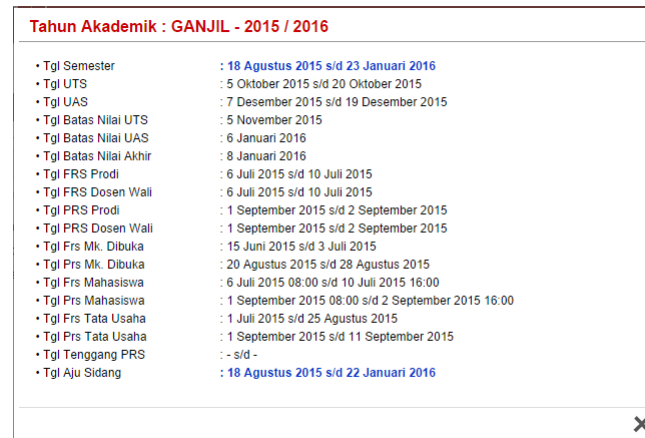 Tahun Akademik : GANJIL - 2015 / 2016
• Tgl Semester : 18 Agustus 2015 s/d 23 Januari 2016
• Tgl UTS : 5 Oktober 2015 s/d 20 Oktober 2015
• Tgl UAS : 7 Desember 2015 s/d 19 Desember 2015
• Tgl Batas Nilai UTS : 5 November 2015
• Tgl Batas Nilai UAS : 6 Januari 2016
• Tgl Batas Nilai Akhir : 8 Januari 2016
• Tgl FRS Prodi : 6 Juli 2015 s/d 10 Juli 2015
• Tgl FRS Dosen Wali : 6 Juli 2015 s/d 10 Juli 2015
• Tgl PRS Prodi : 1 September 2015 s/d 2 September 2015
• Tgl PRS Dosen Wali : 1 September 2015 s/d 2 September 2015
• Tgl Frs Mk. Dibuka : 15 Juni 2015 s/d 3 Juli 2015
• Tgl Prs Mk. Dibuka : 20 Agustus 2015 s/d 28 Agustus 2015
• Tgl Frs Mahasiswa : 6 Juli 2015 08:00 s/d 10 Juli 2015 16:00
• Tgl Prs Mahasiswa : 1 September 2015 08:00 s/d 2 September 2015 16:00
• Tgl Frs Tata Usaha : 1 Juli 2015 s/d 25 Agustus 2015
• Tgl Prs Tata Usaha : 1 September 2015 s/d 11 September 2015
• Tgl Tenggang PRS : - s/d -
• Tgl Aju Sidang : 18 Agustus 2015 s/d 22 Januari 2016